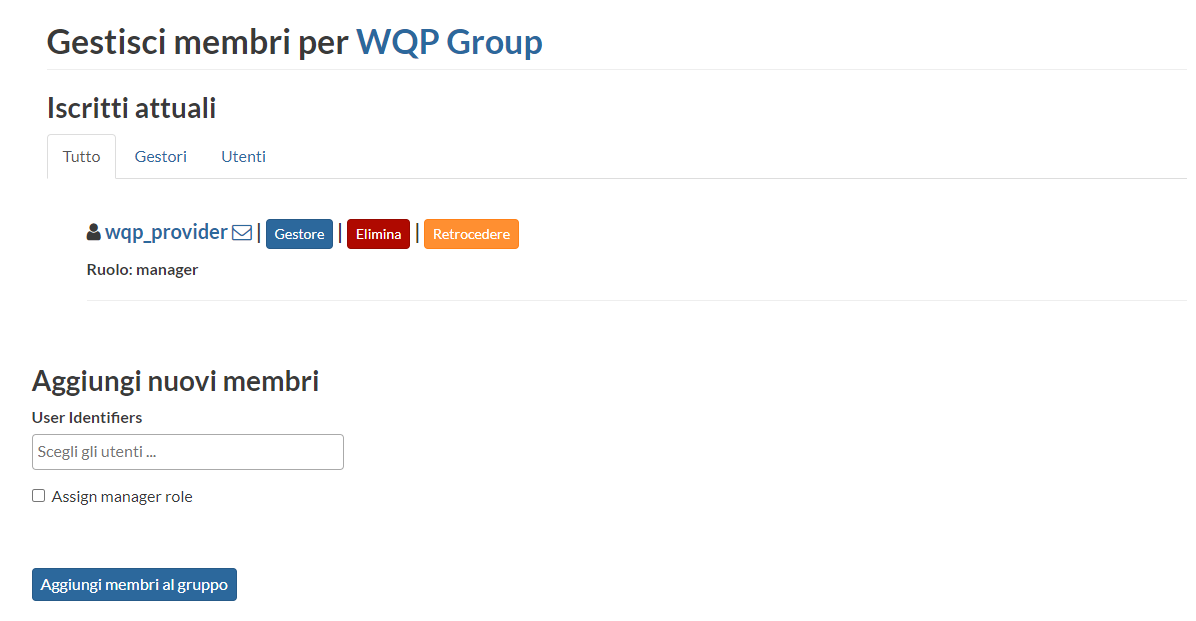 Gestisci membri per WQP Group
Iscritti attuali
Tutto Gestori Utenti
wqp_provider | Gestore | Elimina | Retrocedere
Ruolo: manager
Aggiungi nuovi membri
User Identifiers
Scegli gli utenti ...
Assign manager role
Aggiungi membri al gruppo